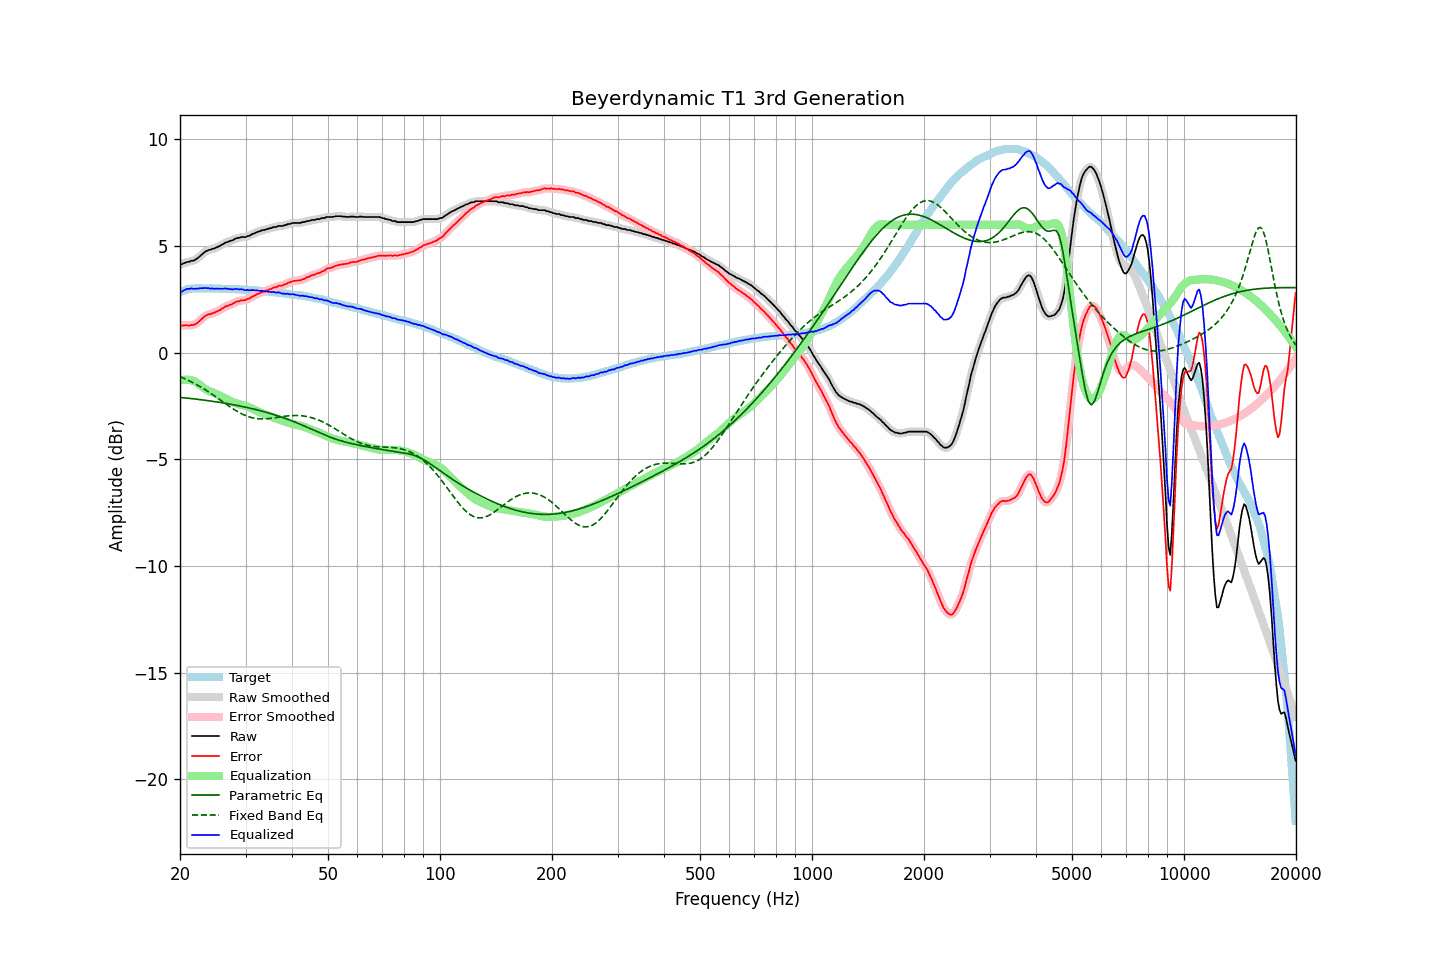 Beyerdynamic T1 3rd Generation
Amplitude (dBr)
10
5
0
−5
−10
−15
−20
Target
Raw Smoothed
Error Smoothed
Raw
Error
Equalization
Parametric Eq
Fixed Band Eq
Equalized
20 50 100 200 500 1000 2000 5000 10000 20000
Frequency (Hz)